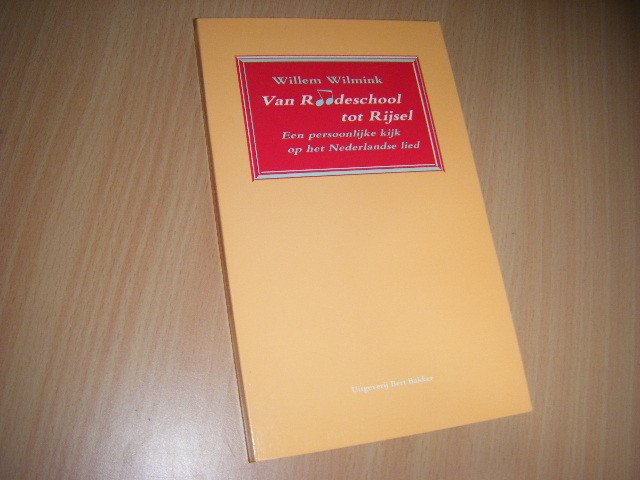 Willem Wilmink
Van R♫deschool
tot Rijsel
Een persoonlijke kijk
op het Nederlandse lied
Uitgeverij Bert Bakker